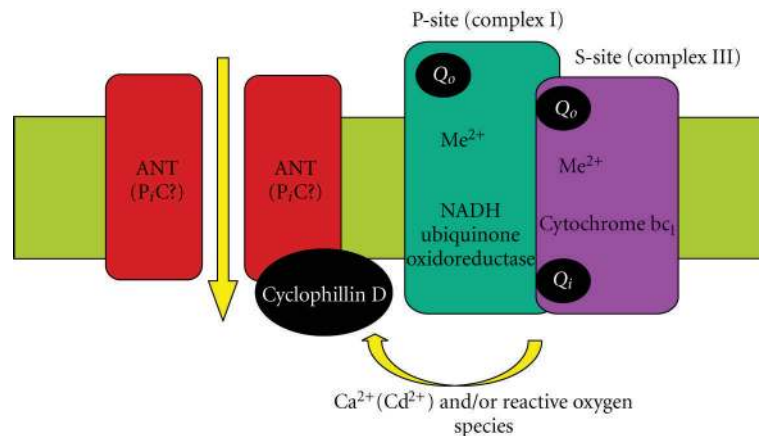 P-site (complex I)
S-site (complex III)
Qo
Qo
Me²⁺
Me²⁺
ANT
(PᵢC?)
ANT
(PᵢC?)
NADH
ubiquinone
oxidoreductase
Cytochrome bc₁
Cyclophillin D
Qi
Ca²⁺(Cd²⁺) and/or reactive oxygen
species